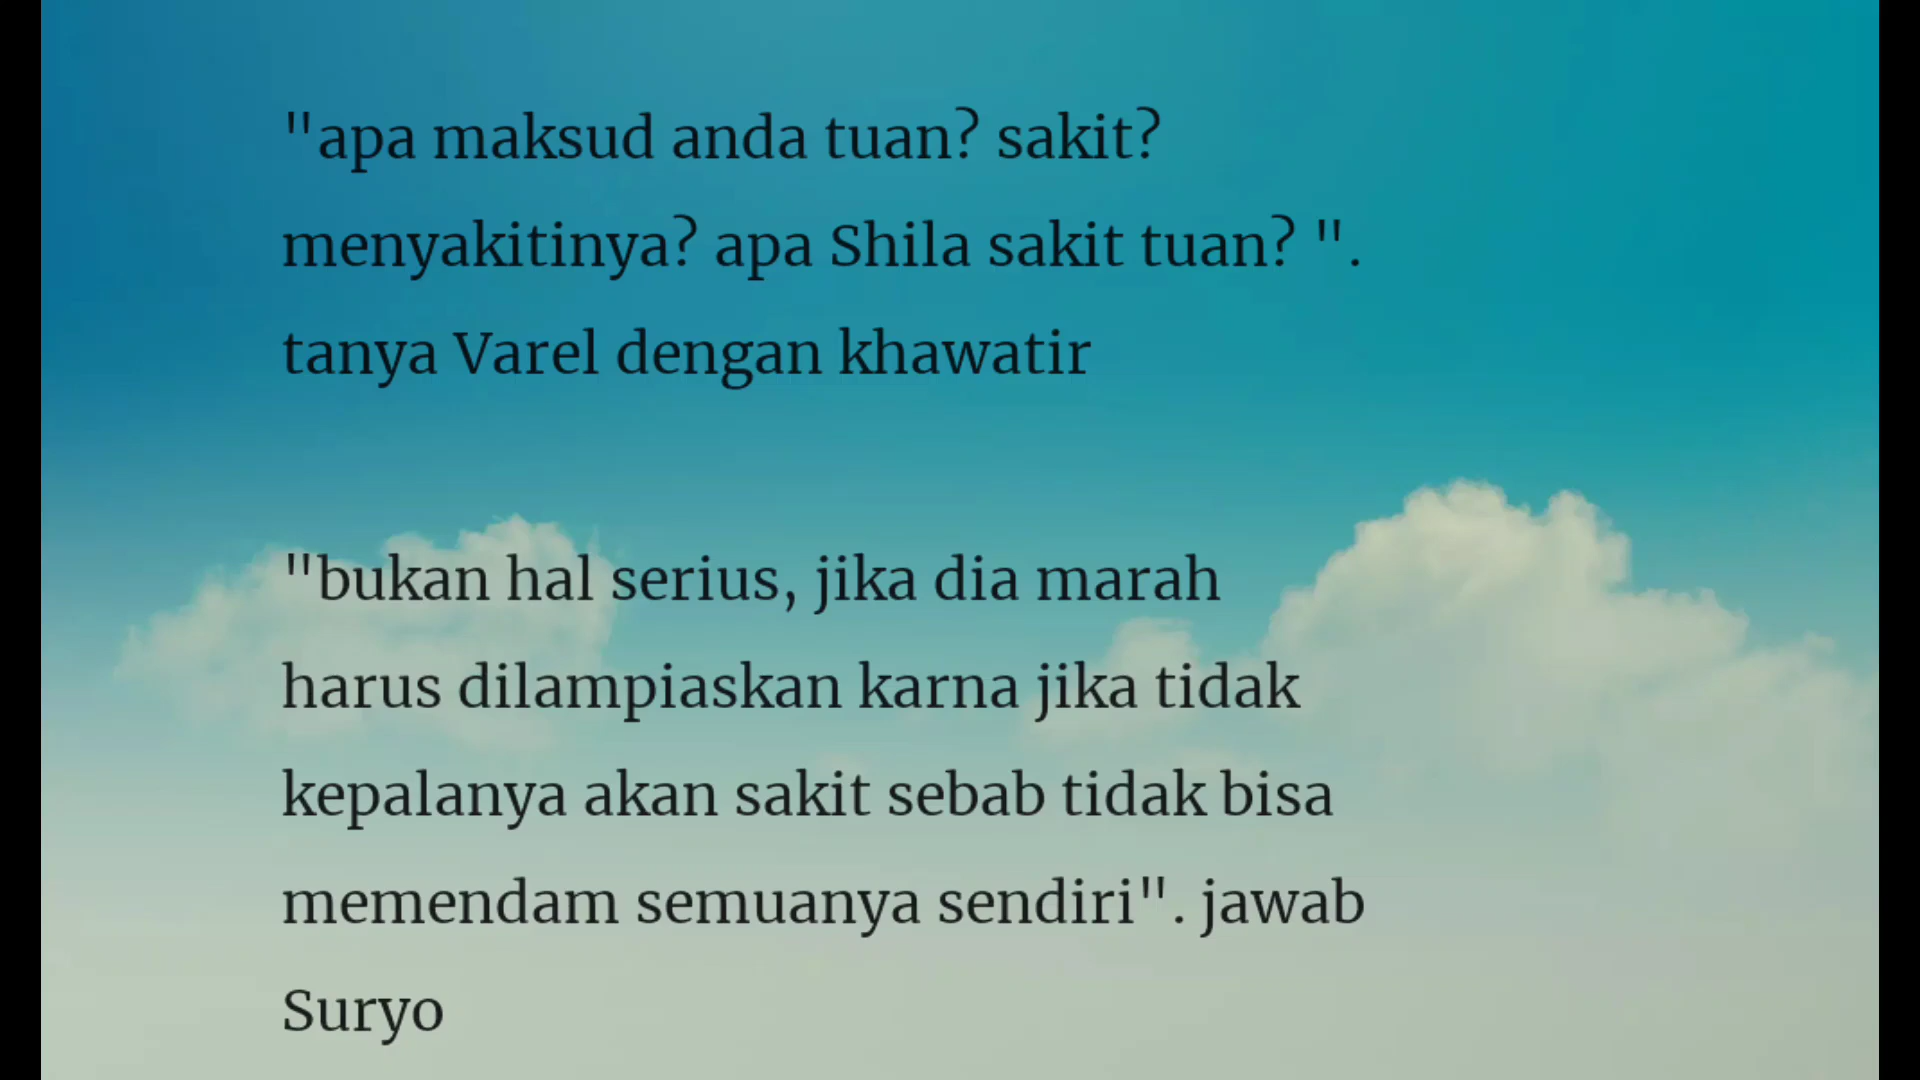 "apa maksud anda tuan? sakit?
menyakitinya? apa Shila sakit tuan? ".
tanya Varel dengan khawatir
"bukan hal serius, jika dia marah
harus dilampiaskan karna jika tidak
kepalanya akan sakit sebab tidak bisa
memendam semuanya sendiri". jawab
Suryo